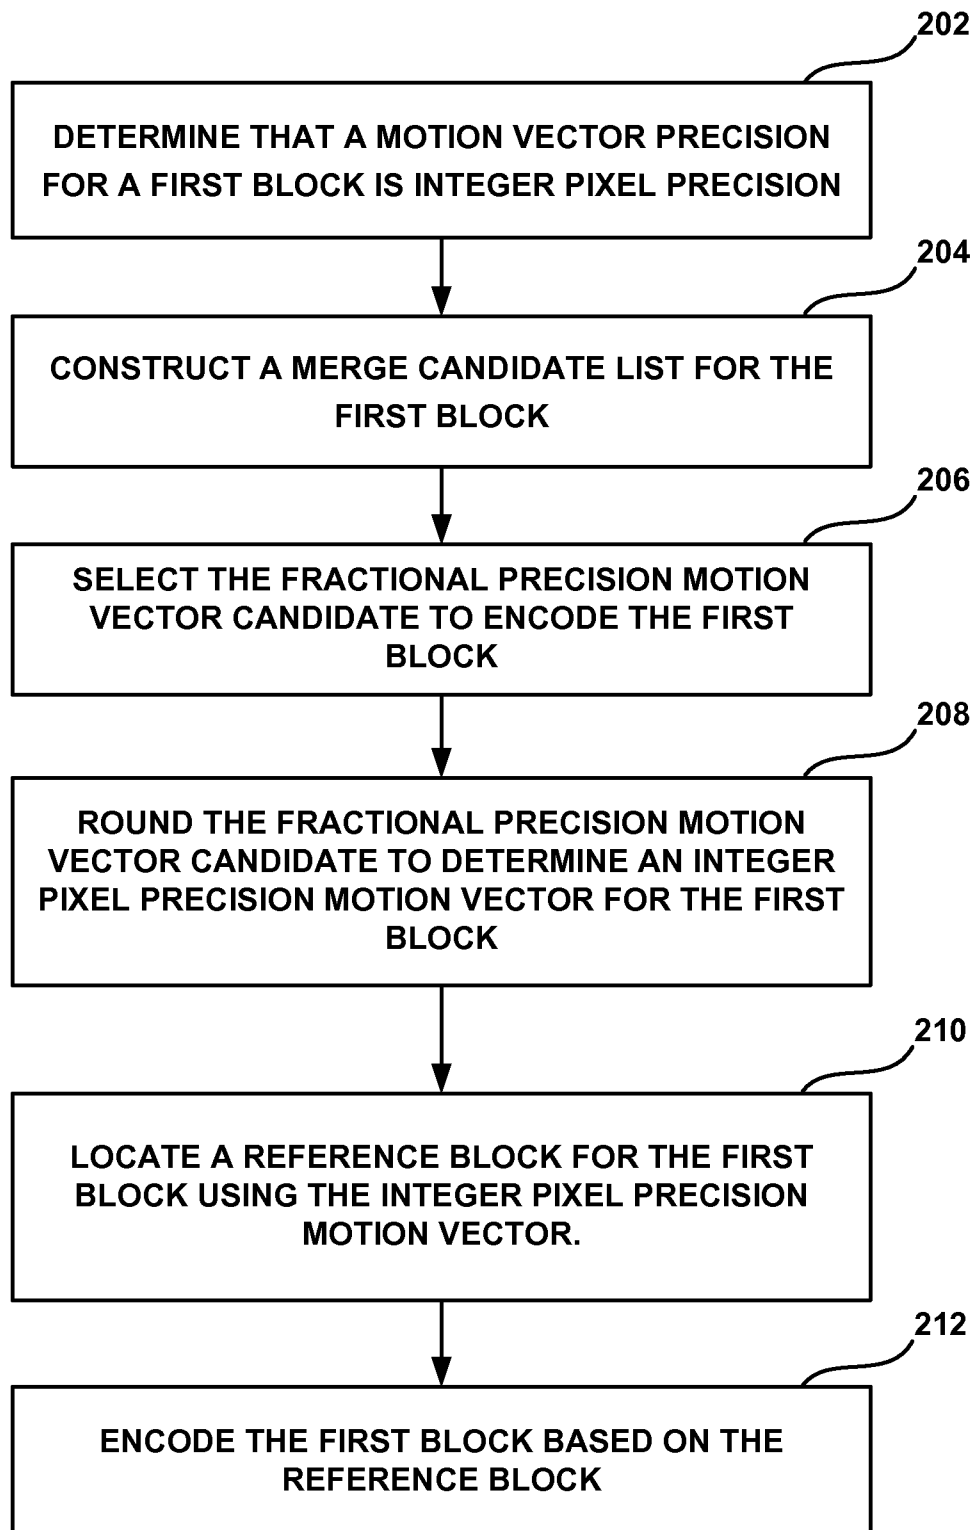 202
DETERMINE THAT A MOTION VECTOR PRECISION
FOR A FIRST BLOCK IS INTEGER PIXEL PRECISION
204
CONSTRUCT A MERGE CANDIDATE LIST FOR THE
FIRST BLOCK
206
SELECT THE FRACTIONAL PRECISION MOTION
VECTOR CANDIDATE TO ENCODE THE FIRST
BLOCK
208
ROUND THE FRACTIONAL PRECISION MOTION
VECTOR CANDIDATE TO DETERMINE AN INTEGER
PIXEL PRECISION MOTION VECTOR FOR THE FIRST
BLOCK
210
LOCATE A REFERENCE BLOCK FOR THE FIRST
BLOCK USING THE INTEGER PIXEL PRECISION
MOTION VECTOR.
212
ENCODE THE FIRST BLOCK BASED ON THE
REFERENCE BLOCK